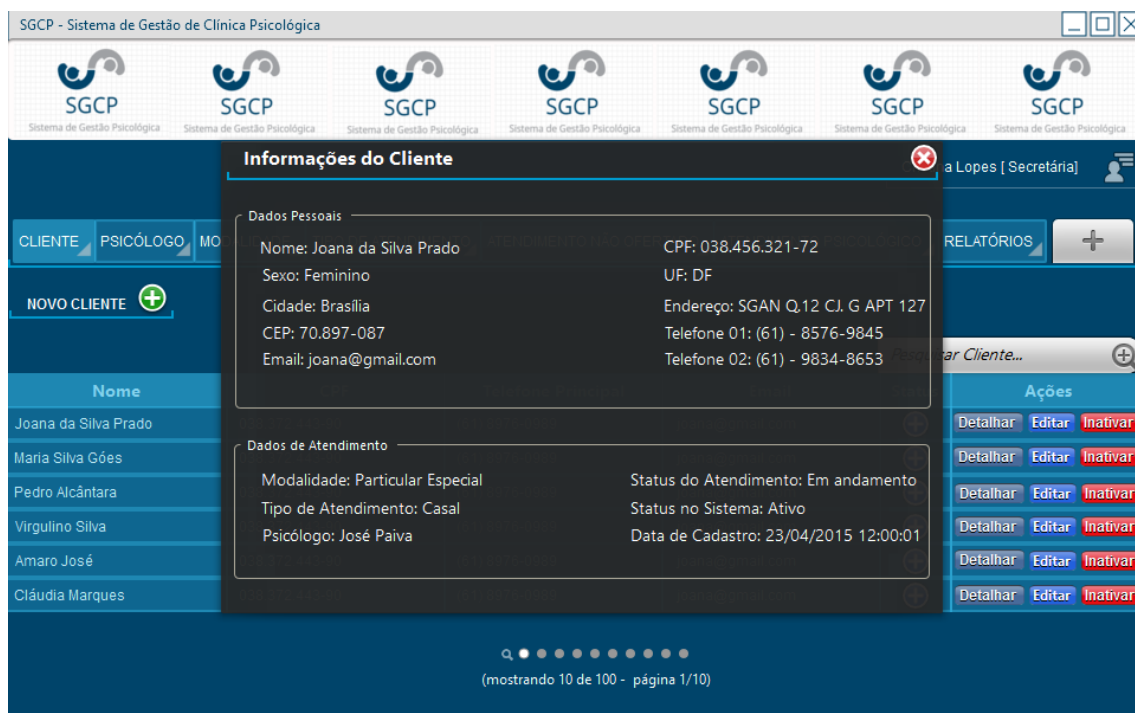 SGCP - Sistema de Gestão de Clínica Psicológica
SGCP SGCP SGCP SGCP SGCP SGCP SGCP
Sistema de Gestão Psicológica Sistema de Gestão Psicológica Sistema de Gestão Psicológica Sistema de Gestão Psicológica Sistema de Gestão Psicológica Sistema de Gestão Psicológica Sistema de Gestão Psicológica
Informações do Cliente
a Lopes [ Secretária]
CLIENTE PSICÓLOGO MO ATENDIMENTO NÃO RELATÓRIOS
NOVO CLIENTE
Dados Pessoais
Nome: Joana da Silva Prado CPF: 038.456.321-72
Sexo: Feminino UF: DF
Cidade: Brasília Endereço: SGAN Q,12 CJ. G APT 127
CEP: 70.897-087 Telefone 01: (61) - 8576-9845
Email: joana@gmail.com Telefone 02: (61) - 9834-8653
Pesquisar Cliente...
Nome Ações
Joana da Silva Prado Detalhar Editar Inativar
Maria Silva Góes Detalhar Editar Inativar
Pedro Alcântara Detalhar Editar Inativar
Virgulino Silva Detalhar Editar Inativar
Amaro José Detalhar Editar Inativar
Cláudia Marques Detalhar Editar Inativar
Dados de Atendimento
Modalidade: Particular Especial Status do Atendimento: Em andamento
Tipo de Atendimento: Casal Status no Sistema: Ativo
Psicólogo: José Paiva Data de Cadastro: 23/04/2015 12:00:01
(mostrando 10 de 100 - página 1/10)